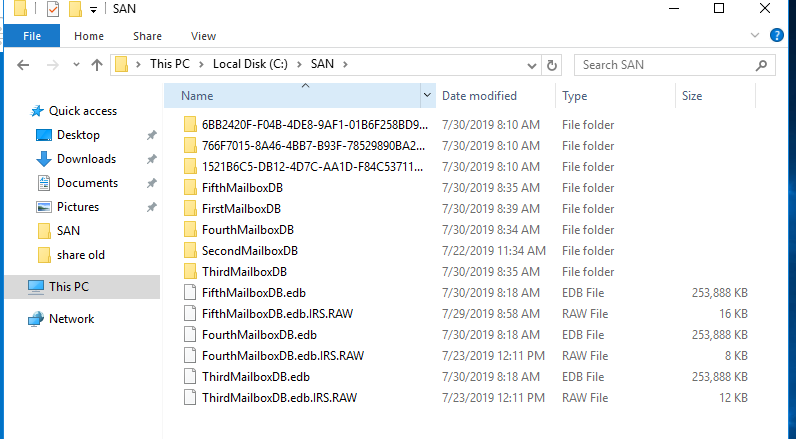 SAN
File Home Share View
This PC Local Disk (C:) SAN Search SAN
Name Date modified Type Size
Quick access
Desktop
Downloads
Documents
Pictures
SAN
share old
This PC
Network
6BB2420F-F04B-4DE8-9AF1-01B6F258BD9... 7/30/2019 8:10 AM File folder
766F7015-8A46-4BB7-B93F-78529890BA2... 7/30/2019 8:10 AM File folder
1521B6C5-DB12-4D7C-AA1D-F84C53711... 7/30/2019 8:10 AM File folder
FifthMailboxDB 7/30/2019 8:35 AM File folder
FirstMailboxDB 7/30/2019 8:39 AM File folder
FourthMailboxDB 7/30/2019 8:34 AM File folder
SecondMailboxDB 7/22/2019 11:34 AM File folder
ThirdMailboxDB 7/30/2019 8:35 AM File folder
FifthMailboxDB.edb 7/30/2019 8:18 AM EDB File 253,888 KB
FifthMailboxDB.edb.IRS.RAW 7/29/2019 8:58 AM RAW File 16 KB
FourthMailboxDB.edb 7/30/2019 8:18 AM EDB File 253,888 KB
FourthMailboxDB.edb.IRS.RAW 7/23/2019 12:11 PM RAW File 8 KB
ThirdMailboxDB.edb 7/30/2019 8:18 AM EDB File 253,888 KB
ThirdMailboxDB.edb.IRS.RAW 7/23/2019 12:11 PM RAW File 12 KB